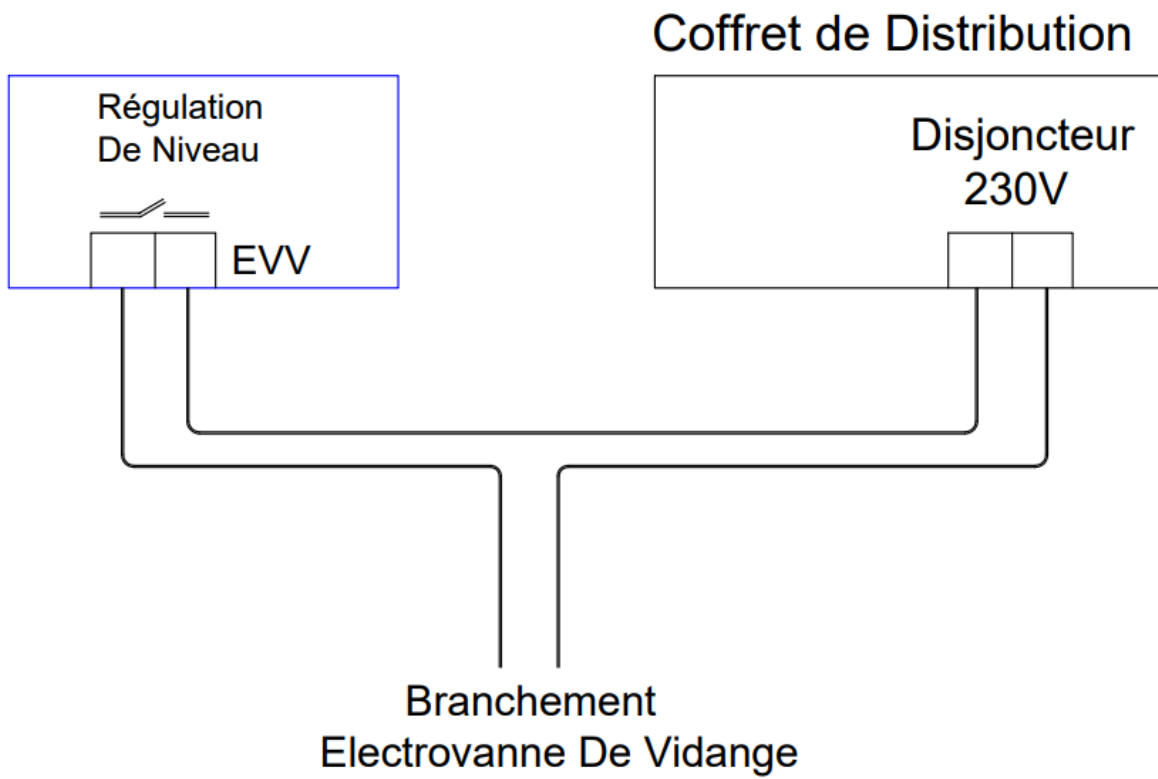 Coffret de Distribution
Régulation
De Niveau
EVV
Disjoncteur
230V
Branchement
Electrovanne De Vidange